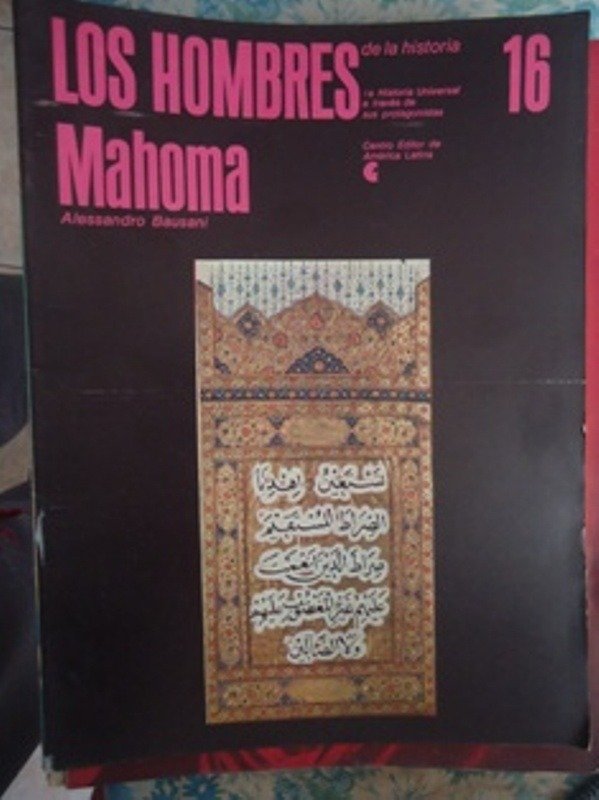 LOS HOMBRES
de la historia
16
la Historia Universal
a través de
sus protagonistas
Centro Editor de
América Latina
Mahoma
Alessandro Bausani
نستعين اهدنا
الصراط المستقيم
صراط الذين انعمت
عليهم غير المغضوب عليهم
ولا الضالين